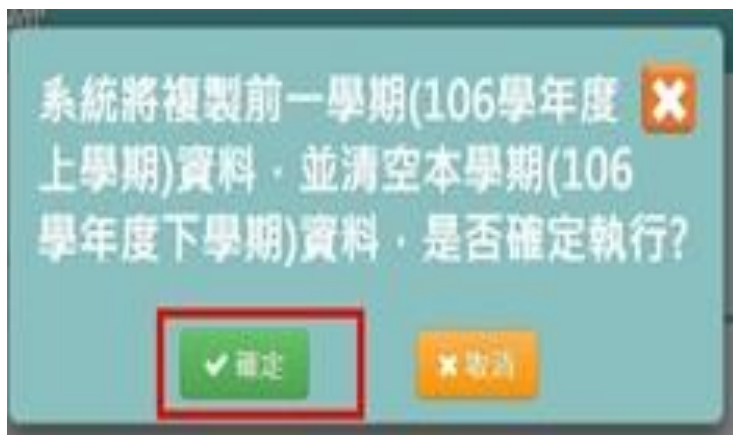 系統將複製前一學期(106學年度
上學期)資料，並清空本學期(106
學年度下學期)資料，是否確定執行?
確定
取消